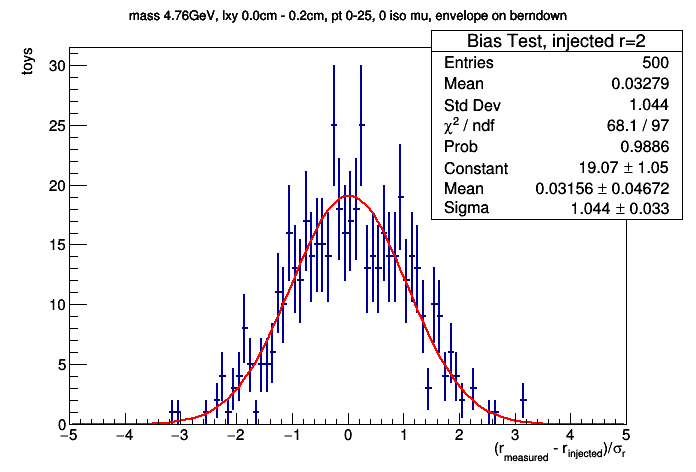 mass 4.76GeV, lxy 0.0cm - 0.2cm, pt 0-25, 0 iso mu, envelope on berndown
Bias Test, injected r=2
Entries 500
Mean 0.03279
Std Dev 1.044
χ² / ndf 68.1 / 97
Prob 0.9886
Constant 19.07 ± 1.05
Mean 0.03156 ± 0.04672
Sigma 1.044 ± 0.033
toys
30
25
20
15
10
5
0
−5 −4 −3 −2 −1 0 1 2 3 4 5
(r_measured - r_injected)/σ_r